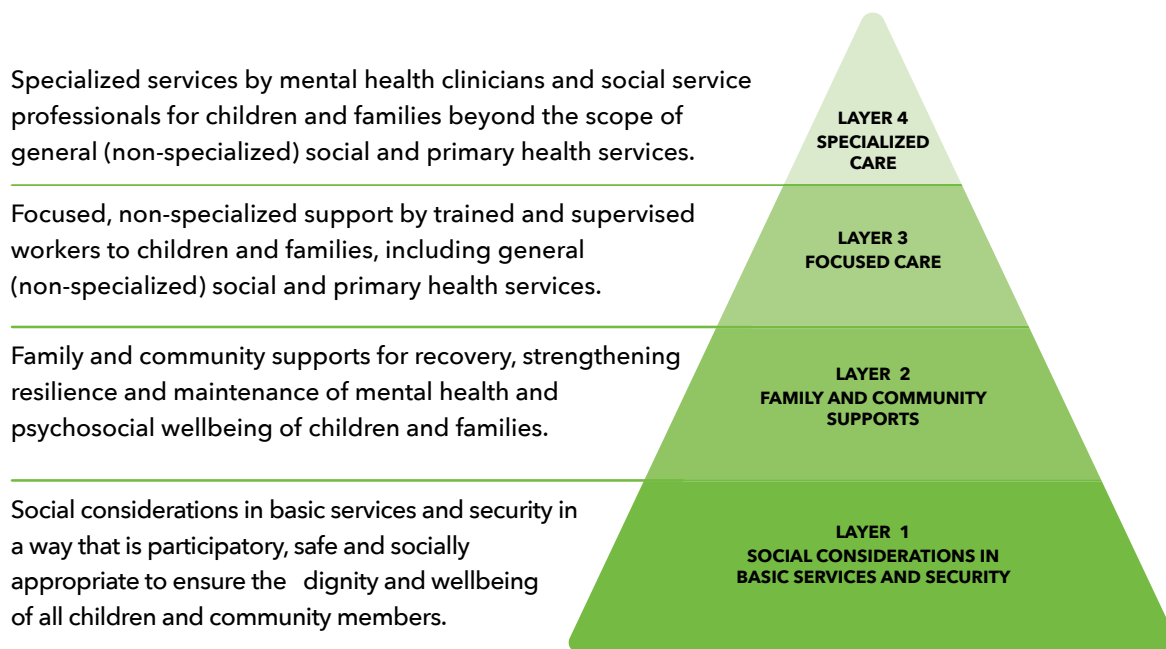 Specialized services by mental health clinicians and social service
professionals for children and families beyond the scope of
general (non-specialized) social and primary health services.
LAYER 4
SPECIALIZED
CARE
Focused, non-specialized support by trained and supervised
workers to children and families, including general
(non-specialized) social and primary health services.
LAYER 3
FOCUSED CARE
Family and community supports for recovery, strengthening
resilience and maintenance of mental health and
psychosocial wellbeing of children and families.
LAYER 2
FAMILY AND COMMUNITY
SUPPORTS
Social considerations in basic services and security in
a way that is participatory, safe and socially
appropriate to ensure the dignity and wellbeing
of all children and community members.
LAYER 1
SOCIAL CONSIDERATIONS IN
BASIC SERVICES AND SECURITY